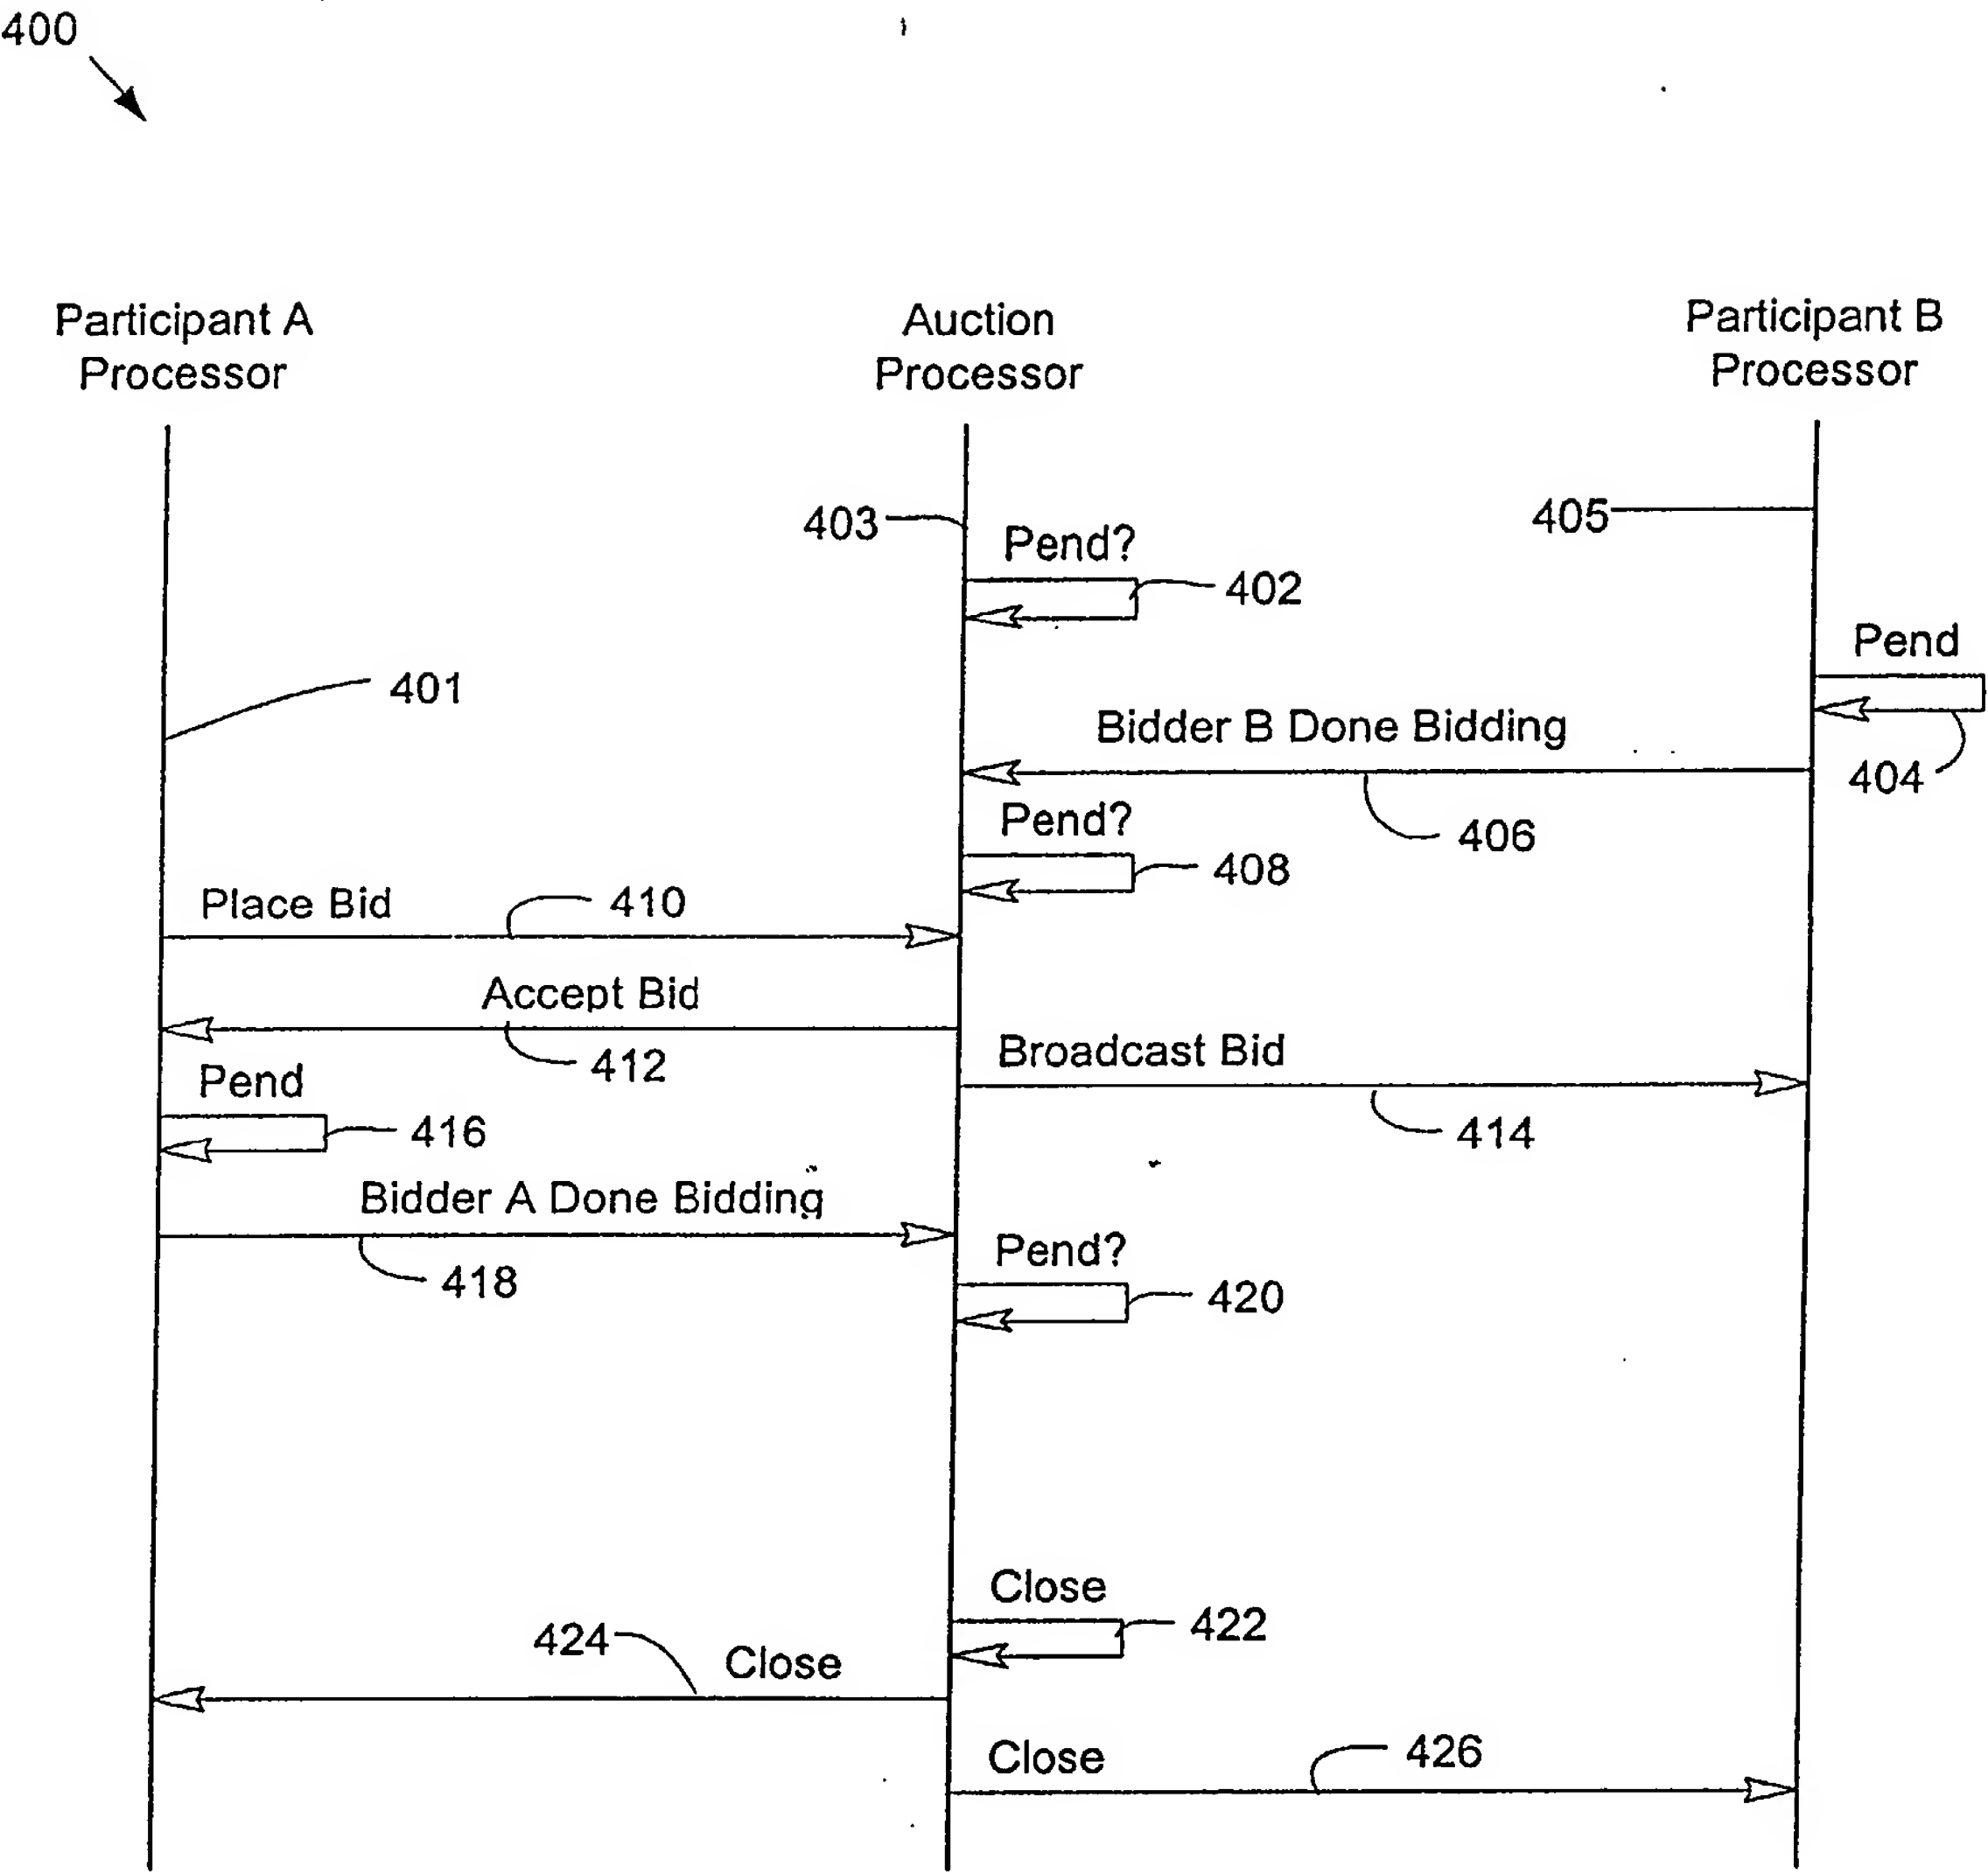 400
Participant A
Processor
Auction
Processor
Participant B
Processor
403
405
Pend?
402
Pend
401
Bidder B Done Bidding
404
Pend?
406
408
Place Bid
410
Accept Bid
412
Broadcast Bid
Pend
416
414
Bidder A Done Bidding
Pend?
418
420
Close
422
424
Close
Close
426